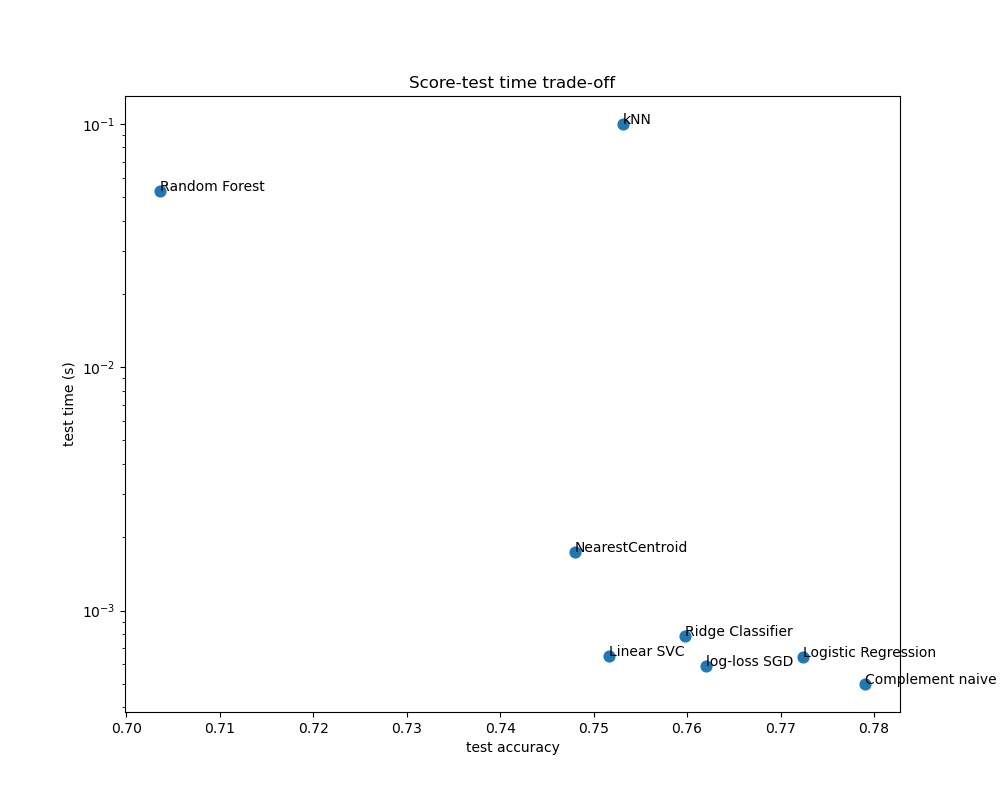 Score-test time trade-off
kNN
Random Forest
NearestCentroid
Ridge Classifier
Linear SVC
log-loss SGD
Logistic Regression
Complement naive
test time (s)
10⁻¹
10⁻²
10⁻³
0.70 0.71 0.72 0.73 0.74 0.75 0.76 0.77 0.78
test accuracy